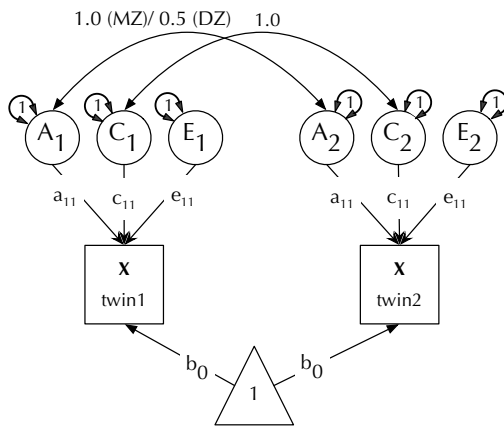 1.0 (MZ)/ 0.5 (DZ) 1.0
1 1 1 1 1 1
A1 C1 E1 A2 C2 E2
a11 c11 e11 a11 c11 e11
x x
twin1 twin2
b0 b0
1